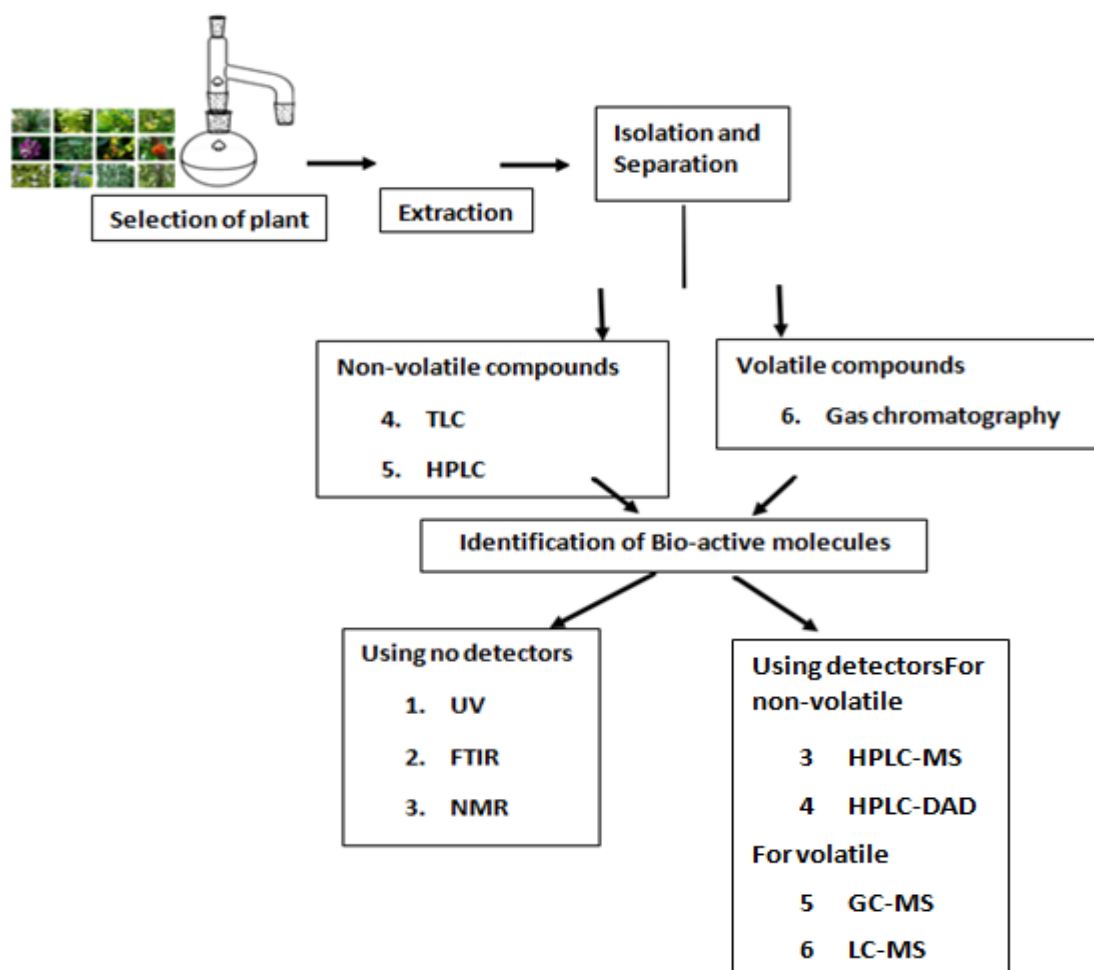 Selection of plant
Extraction
Isolation and
Separation
Non-volatile compounds
4. TLC
5. HPLC
Volatile compounds
6. Gas chromatography
Identification of Bio-active molecules
Using no detectors
1. UV
2. FTIR
3. NMR
Using detectorsFor
non-volatile
3 HPLC-MS
4 HPLC-DAD
For volatile
5 GC-MS
6 LC-MS